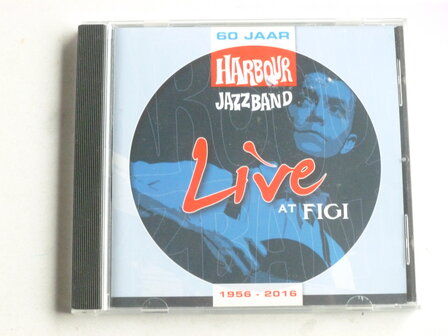 60 JAAR
HARBOUR
JAZZBAND
Live
AT FIGI
1956 - 2016